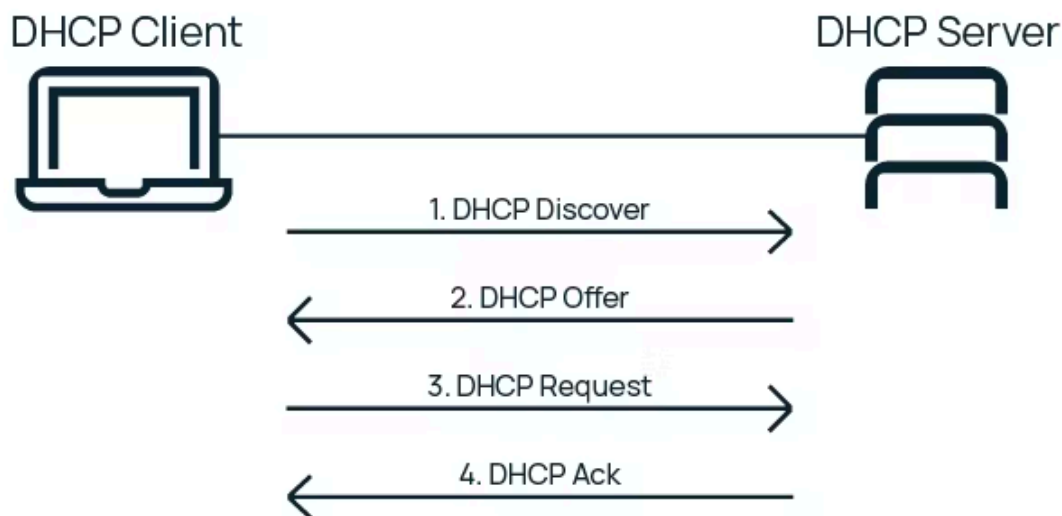 DHCP Client
DHCP Server
1. DHCP Discover
2. DHCP Offer
3. DHCP Request
4. DHCP Ack